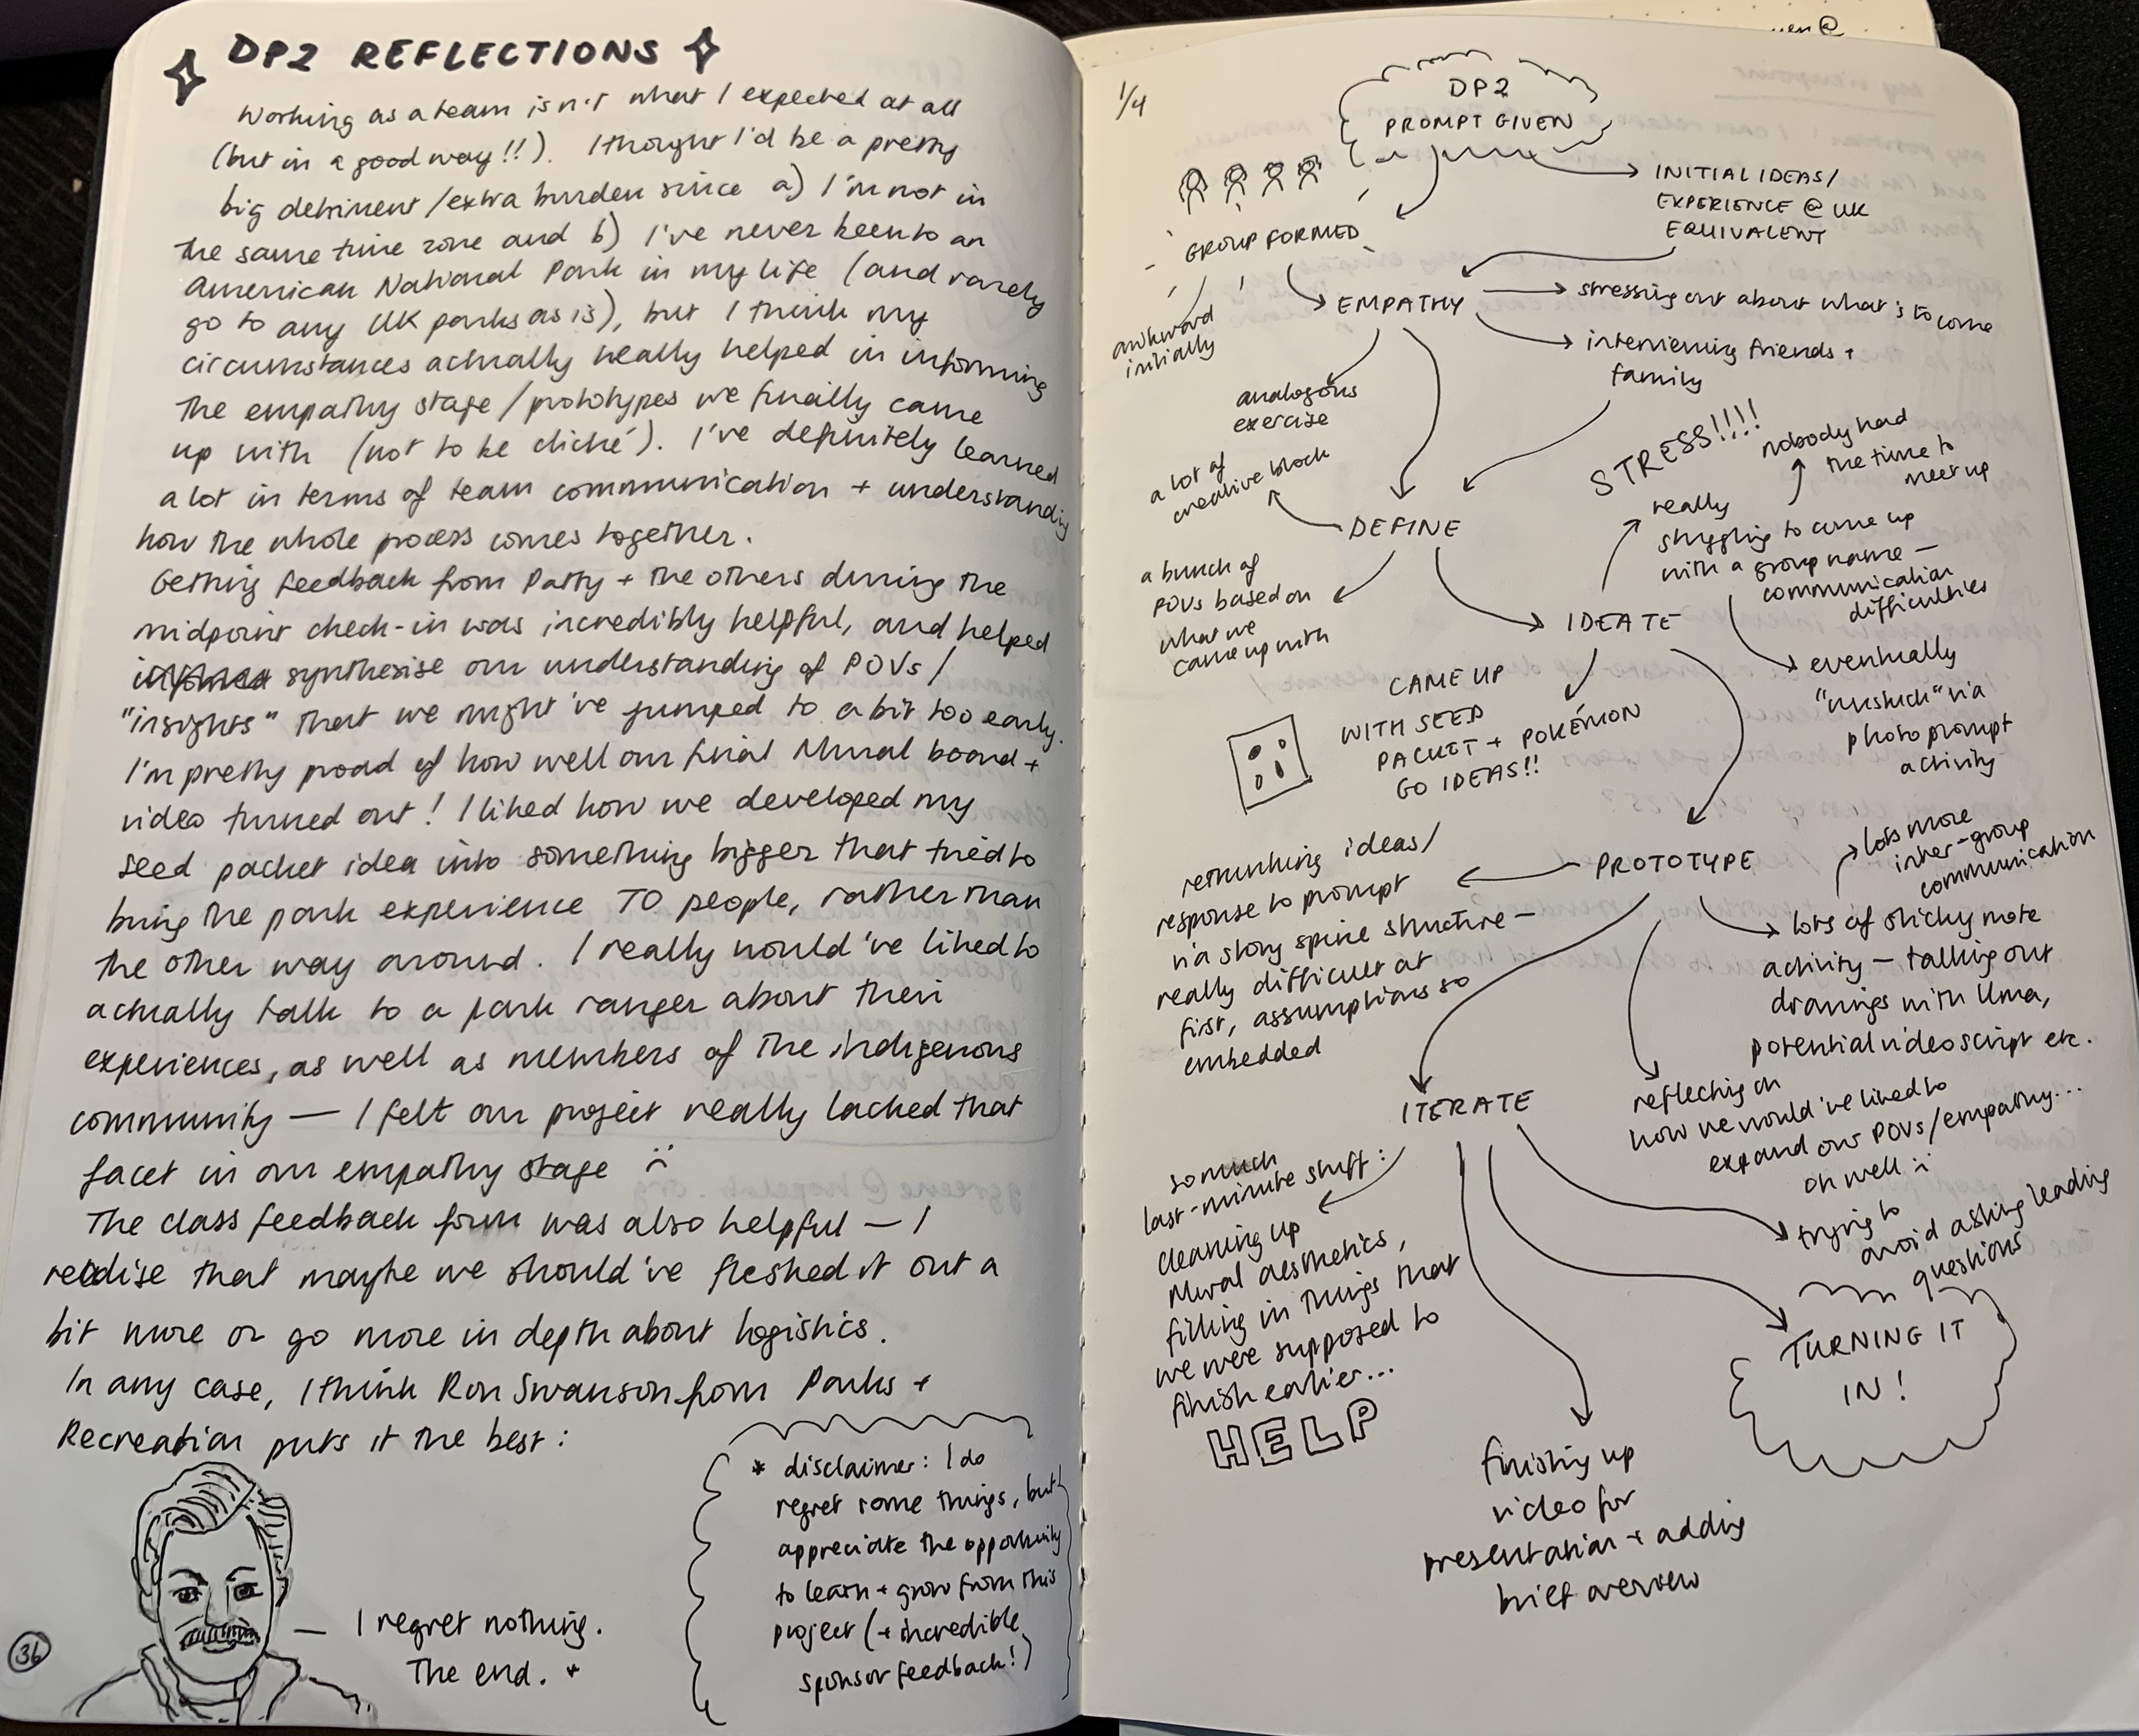 DP2 REFLECTIONS
Working as a team isn't what I expected at all
(but in a good way!!). I thought I'd be a pretty
big detriment/extra burden since a) I'm not in
the same time zone and b) I've never been to an
American National Park in my life (and rarely
go to any UK parks as is), but I think my
circumstances actually really helped in informing
the empathy stage/prototypes we finally came
up with (not to be cliché). I've definitely learned
a lot in terms of team communication + understanding
how the whole process comes together.
Getting feedback from Patty + the others during the
midpoint check-in was incredibly helpful, and helped
synthesise our understanding of POVs/
"insights" that we might've jumped to a bit too early.
I'm pretty proud of how well our final Mural board +
video turned out! I liked how we developed my
seed packet idea into something bigger that tried to
bring the park experience TO people, rather than
the other way around. I really would've liked to
actually talk to a park ranger about their
experiences, as well as members of the indigenous
community — I felt our project really lacked that
facet in our empathy stage :(
The class feedback form was also helpful — I
realise that maybe we should've fleshed it out a
bit more or go more in depth about logistics.
In any case, I think Ron Swanson from Parks +
Recreation puts it the best:
— I regret nothing.
The end. *
* disclaimer: I do
regret some things, but
appreciate the opportunity
to learn + grow from this
project (+ incredible
sponsor feedback!)
36
1/4
DP2
PROMPT GIVEN
INITIAL IDEAS/
EXPERIENCE @ UK
EQUIVALENT
GROUP FORMED
awkward
initially
EMPATHY
stressing out about what's to come
interviewing friends +
family
analogous
exercise
DEFINE
a lot of
creative block
a bunch of
POVs based on
what we
came up with
IDEATE
STRESS!!!!
really
struggling to come up
with a group name —
communication
difficulties
nobody had
the time to
meet up
eventually
"unstuck" via
photo prompt
activity
CAME UP
WITH SEED
PACKET + POKÉMON
GO IDEAS!!
PROTOTYPE
rethinking ideas/
response to prompt
via story spine structure —
really difficult at
first, assumptions so
embedded
lots more
inter-group
communication
lots of sticky note
activity — talking out
drawings with Uma,
potential video script etc.
reflecting on
how we would've liked to
expand our POVs/empathy...
oh well :(
ITERATE
so much
last-minute stuff:
cleaning up
Mural aesthetics,
filling in things that
we were supposed to
finish earlier...
HELP
trying to
avoid asking leading
questions
TURNING IT
IN!
finishing up
video for
presentation + adding
brief overview